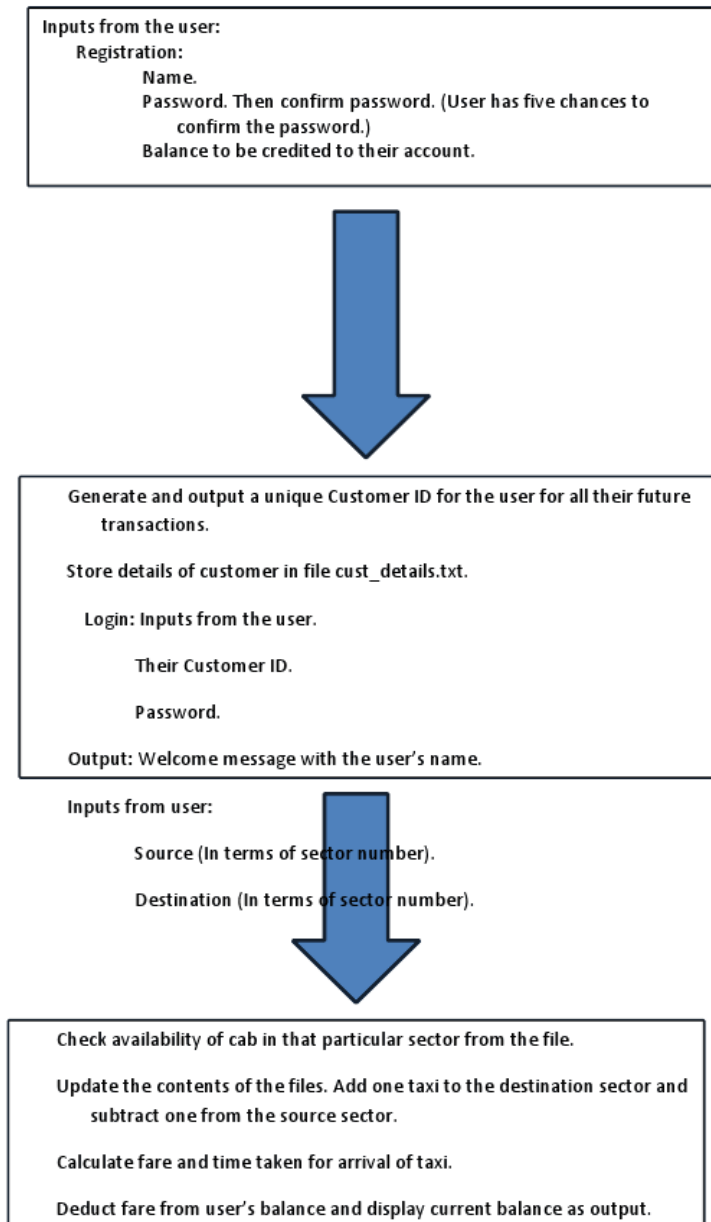 Inputs from the user:
Registration:
Name.
Password. Then confirm password. (User has five chances to
confirm the password.)
Balance to be credited to their account.
Generate and output a unique Customer ID for the user for all their future
transactions.
Store details of customer in file cust_details.txt.
Login: Inputs from the user.
Their Customer ID.
Password.
Output: Welcome message with the user's name.
Inputs from user:
Source (In terms of sector number).
Destination (In terms of sector number).
Check availability of cab in that particular sector from the file.
Update the contents of the files. Add one taxi to the destination sector and
subtract one from the source sector.
Calculate fare and time taken for arrival of taxi.
Deduct fare from user's balance and display current balance as output.